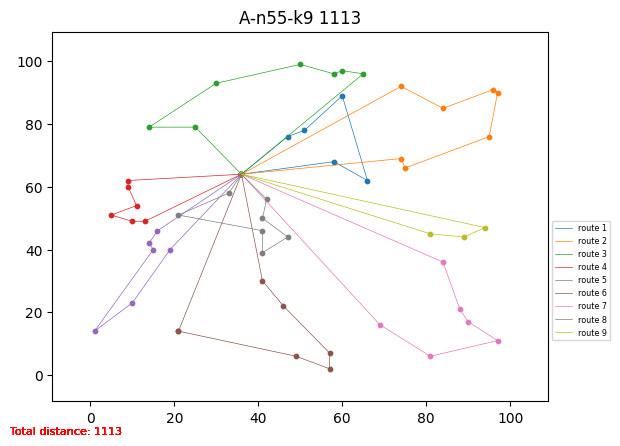 A-n55-k9 1113
100
80
60
40
20
0
0 20 40 60 80 100
route 1
route 2
route 3
route 4
route 5
route 6
route 7
route 8
route 9
Total distance: 1113